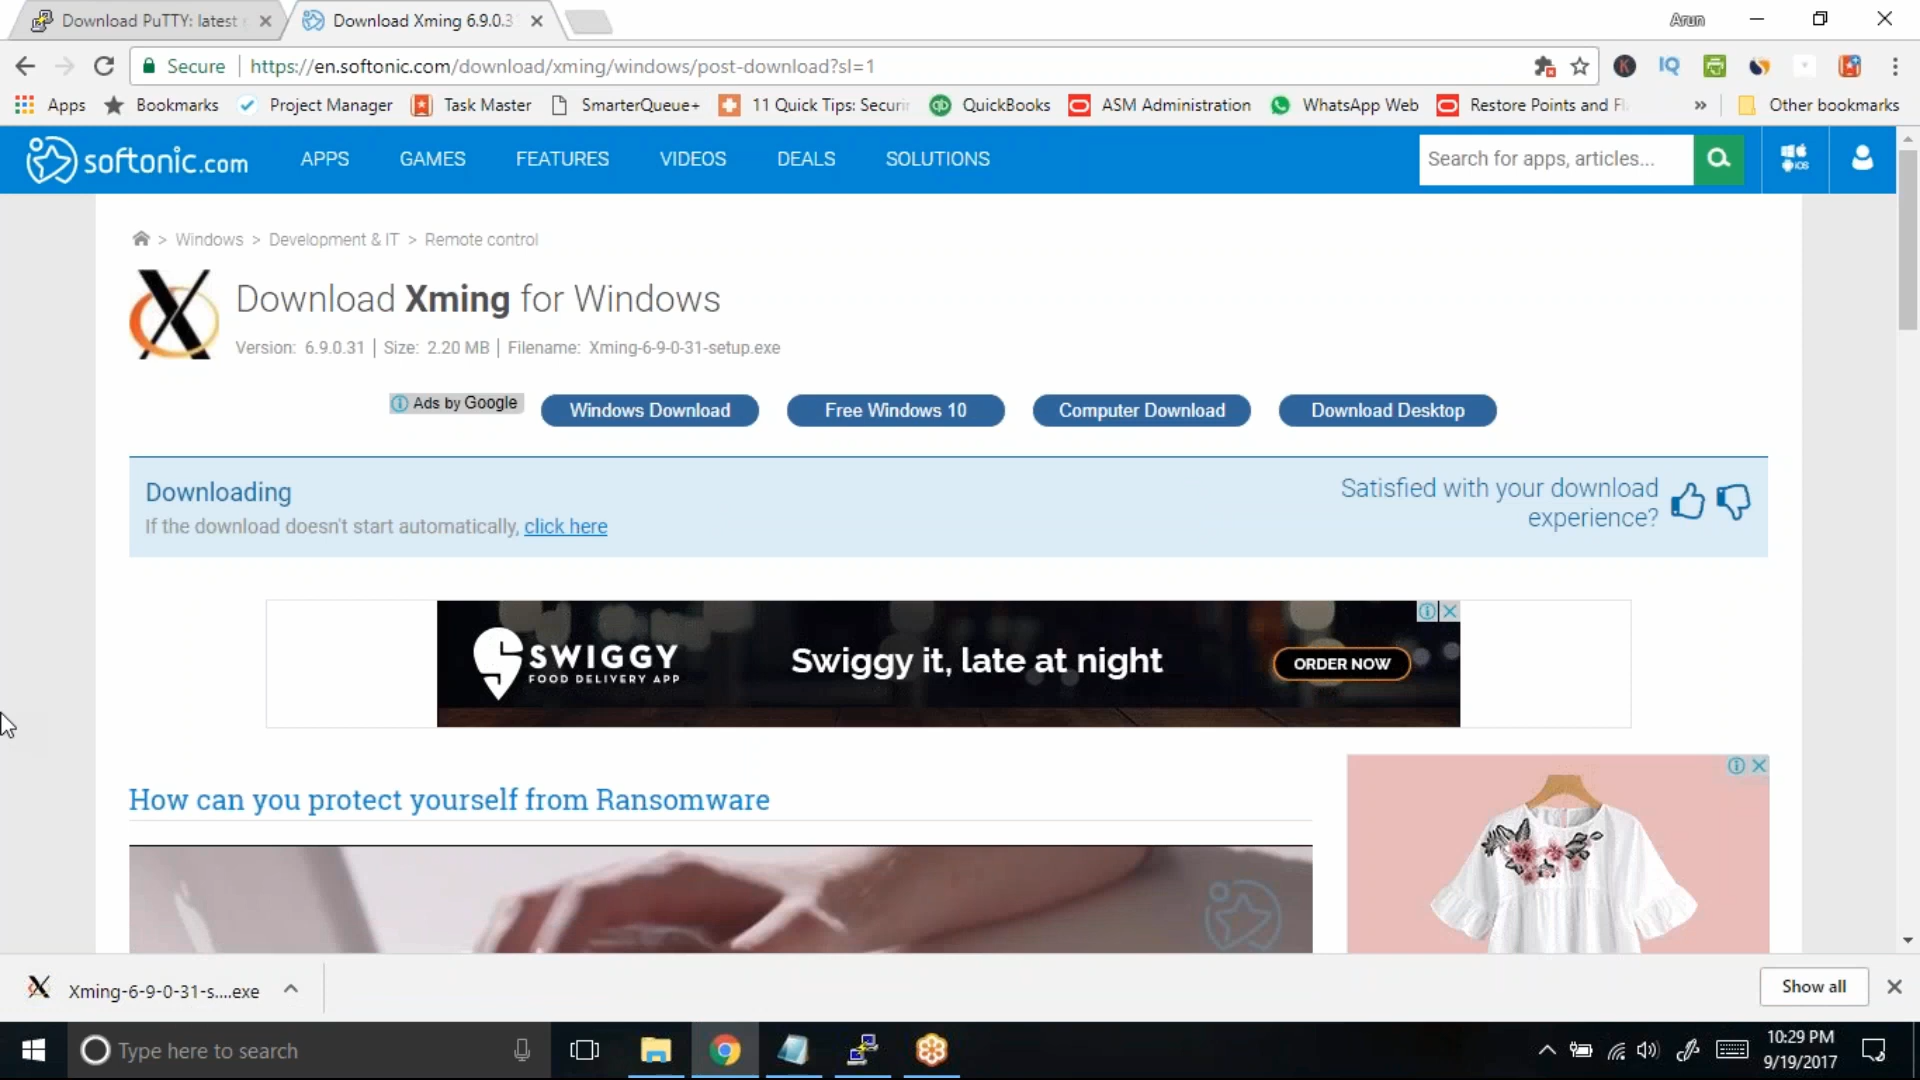 Download PuTTY: latest
Download Xming 6.9.0.3
Arun
Secure
https://en.softonic.com/download/xming/windows/post-download?sl=1
IQ
Apps
Bookmarks
Project Manager
Task Master
SmarterQueue+
11 Quick Tips: Securin
qb
QuickBooks
ASM Administration
WhatsApp Web
Restore Points and Fl
»
Other bookmarks
softonic.com
APPS
GAMES
FEATURES
VIDEOS
DEALS
SOLUTIONS
Search for apps, articles...
iOS
> Windows > Development & IT > Remote control
Download Xming for Windows
Version: 6.9.0.31 | Size: 2.20 MB | Filename: Xming-6-9-0-31-setup.exe
Ads by Google
Windows Download
Free Windows 10
Computer Download
Download Desktop
Downloading
If the download doesn't start automatically, click here
Satisfied with your download
experience?
SWIGGY
FOOD DELIVERY APP
Swiggy it, late at night
ORDER NOW
How can you protect yourself from Ransomware
Xming-6-9-0-31-s....exe
Show all
Type here to search
10:29 PM
9/19/2017